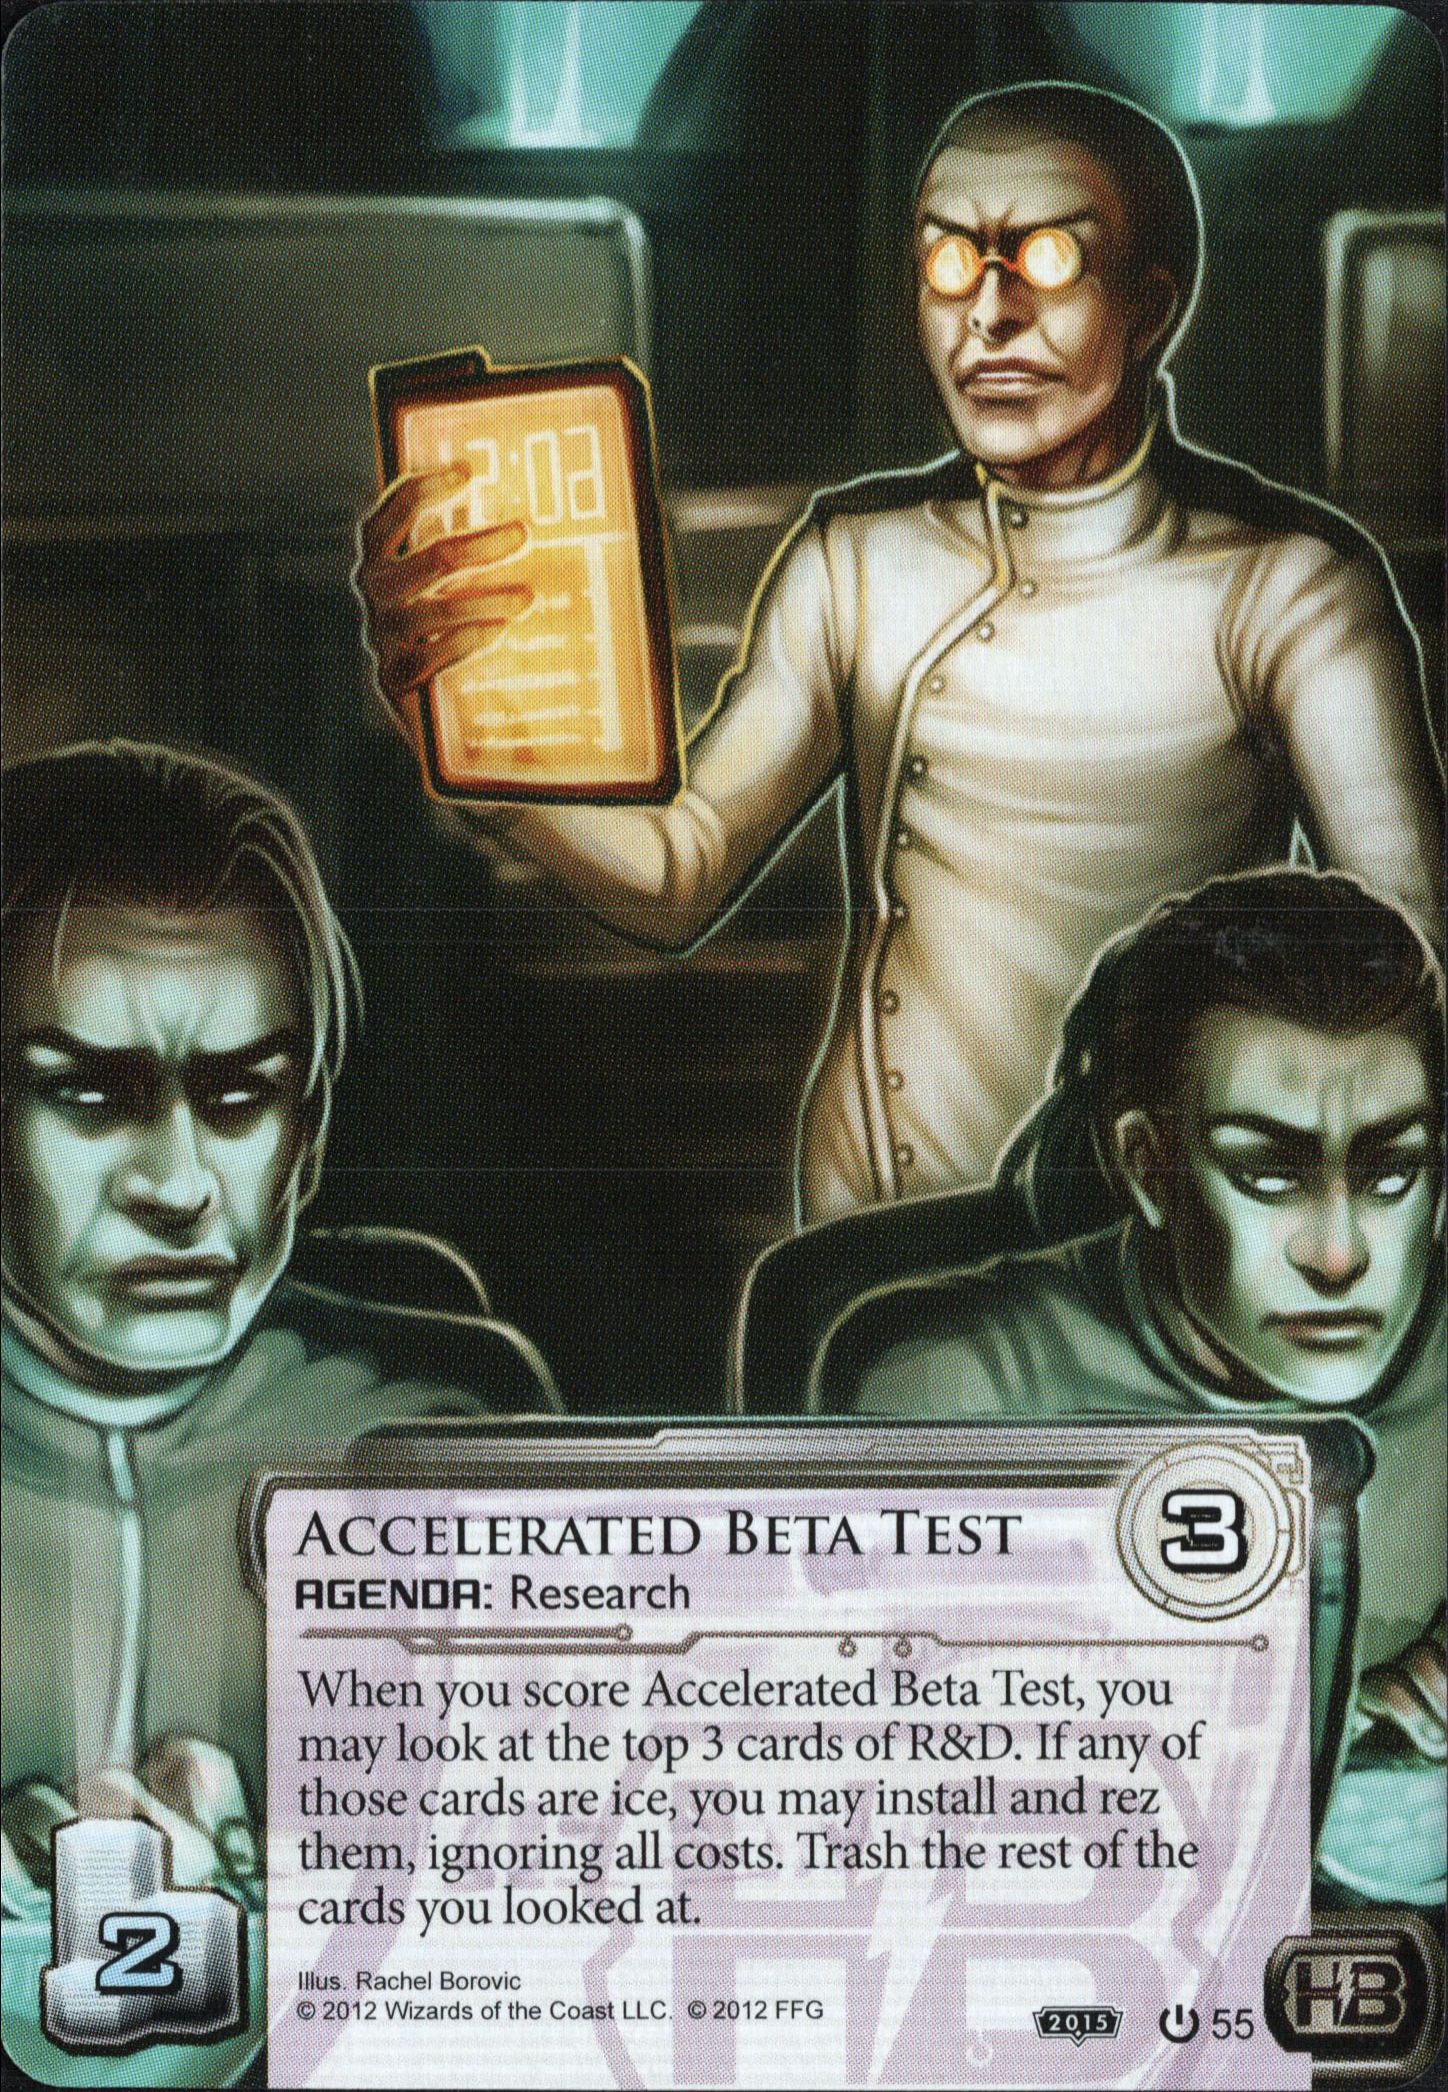 12:02
ACCELERATED BETA TEST
3
AGENDA: Research
When you score Accelerated Beta Test, you
may look at the top 3 cards of R&D. If any of
those cards are ice, you may install and rez
them, ignoring all costs. Trash the rest of the
cards you looked at.
2
Illus. Rachel Borovic
© 2012 Wizards of the Coast LLC. © 2012 FFG
2015
55
HB